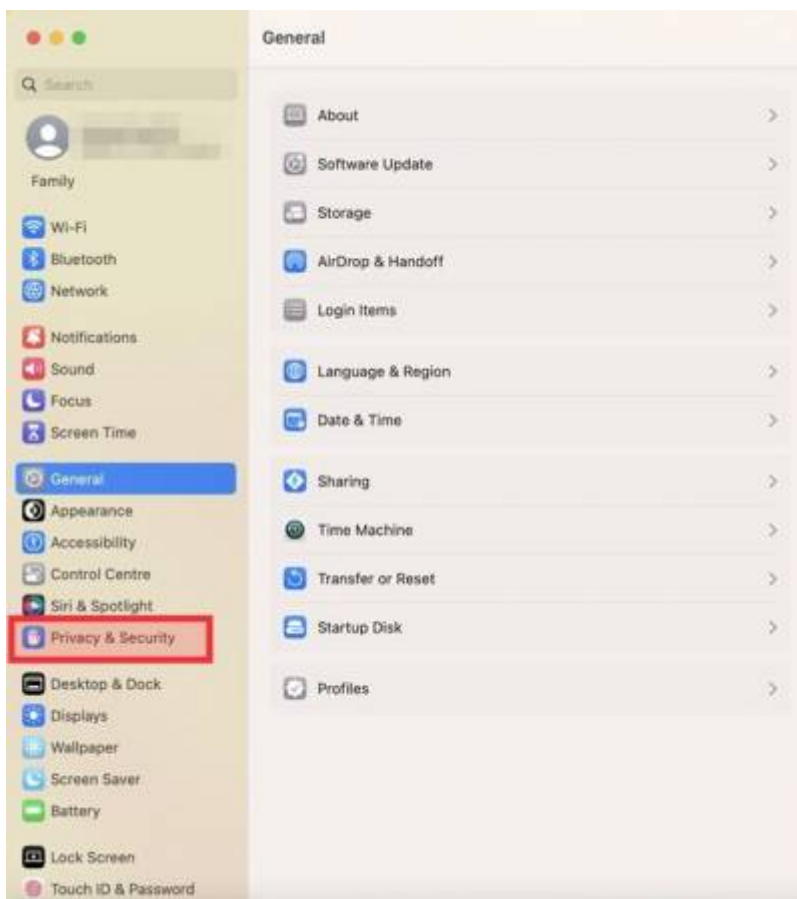 General
Search
Family
Wi-Fi
Bluetooth
Network
Notifications
Sound
Focus
Screen Time
General
Appearance
Accessibility
Control Centre
Siri & Spotlight
Privacy & Security
Desktop & Dock
Displays
Wallpaper
Screen Saver
Battery
Lock Screen
Touch ID & Password
About
Software Update
Storage
AirDrop & Handoff
Login Items
Language & Region
Date & Time
Sharing
Time Machine
Transfer or Reset
Startup Disk
Profiles